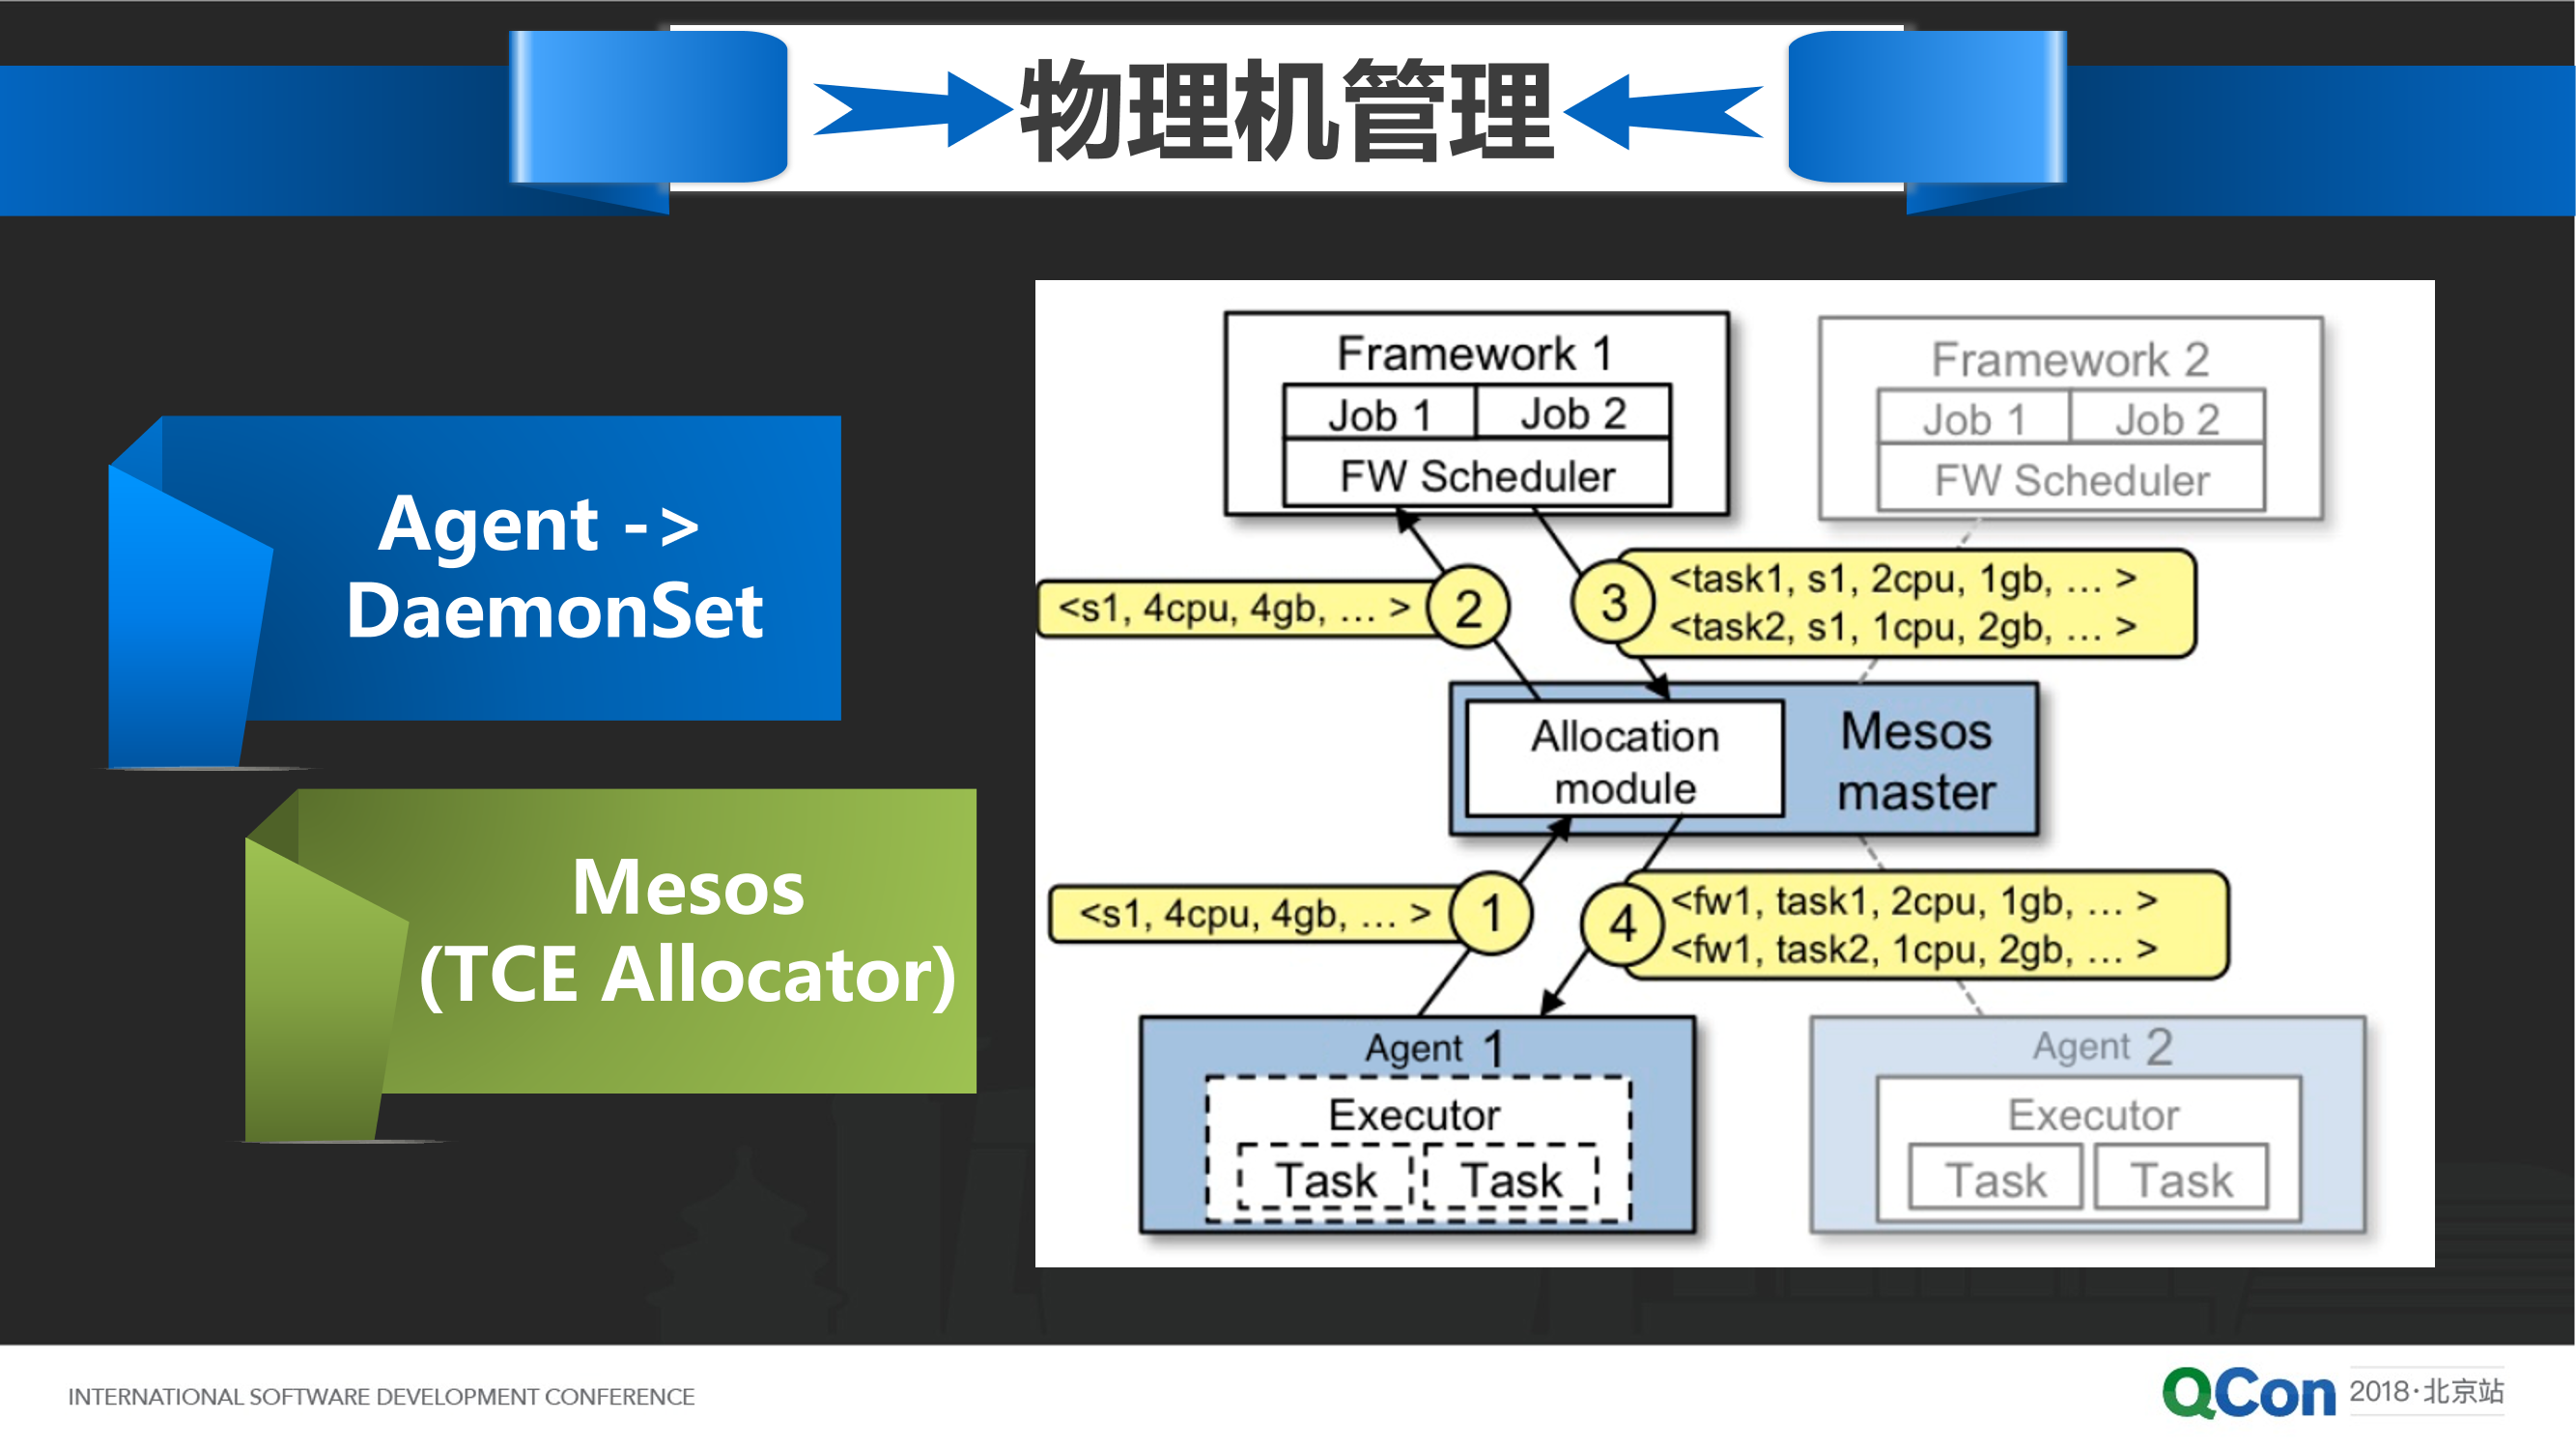 物理机管理
Agent ->
DaemonSet
Mesos
(TCE Allocator)
Framework 1
Job 1
Job 2
FW Scheduler
Framework 2
Job 1
Job 2
FW Scheduler
<s1, 4cpu, 4gb, ... >
2
3
<task1, s1, 2cpu, 1gb, ... >
<task2, s1, 1cpu, 2gb, ... >
Allocation
module
Mesos
master
<s1, 4cpu, 4gb, ... >
1
4
<fw1, task1, 2cpu, 1gb, ... >
<fw1, task2, 1cpu, 2gb, ... >
Agent 1
Executor
Task
Task
Agent 2
Executor
Task
Task
INTERNATIONAL SOFTWARE DEVELOPMENT CONFERENCE
QCon
2018·北京站